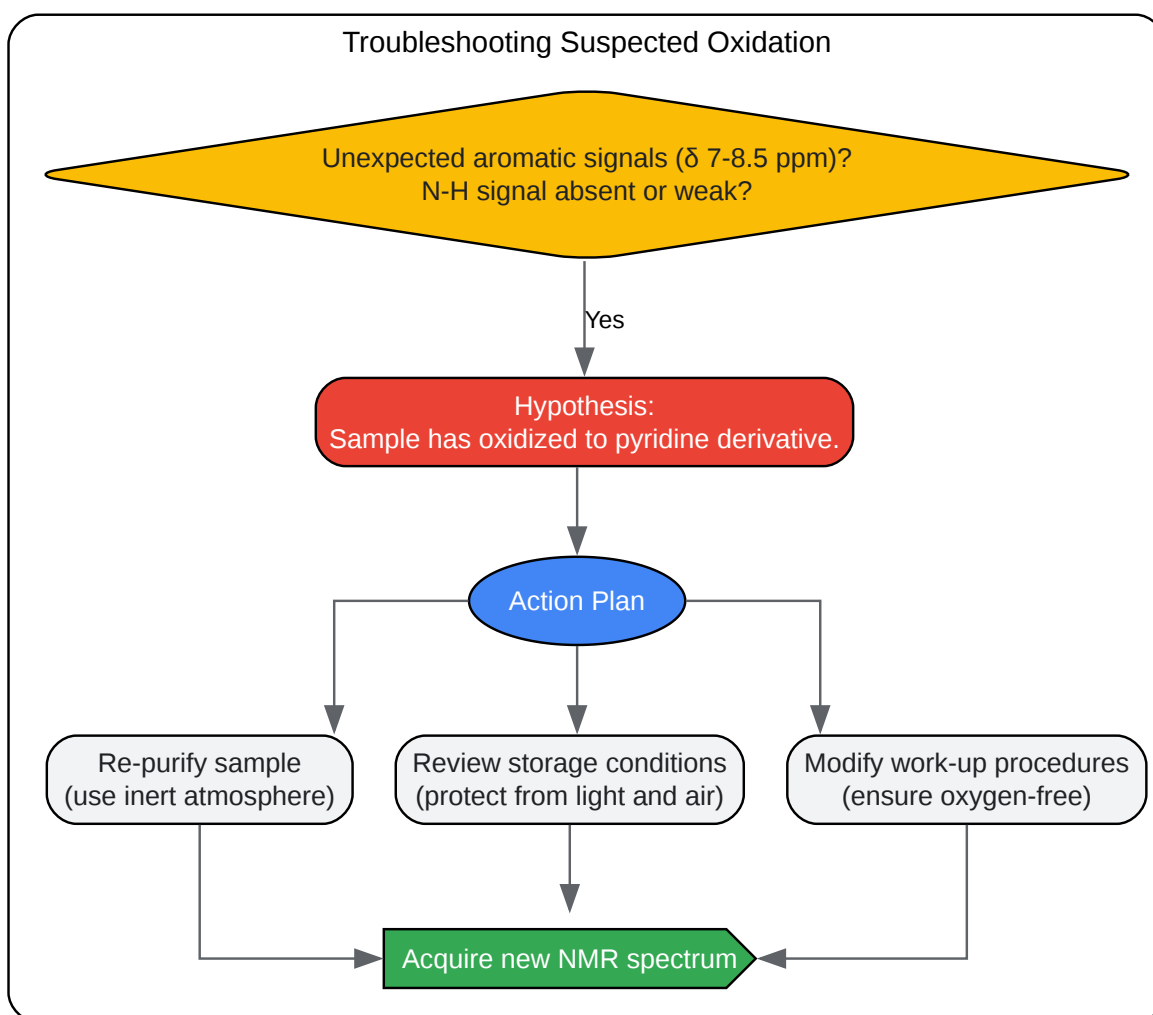 Troubleshooting Suspected Oxidation
Unexpected aromatic signals (δ 7-8.5 ppm)?
N-H signal absent or weak?
Yes
Hypothesis:
Sample has oxidized to pyridine derivative.
Action Plan
Re-purify sample
(use inert atmosphere)
Review storage conditions
(protect from light and air)
Modify work-up procedures
(ensure oxygen-free)
Acquire new NMR spectrum